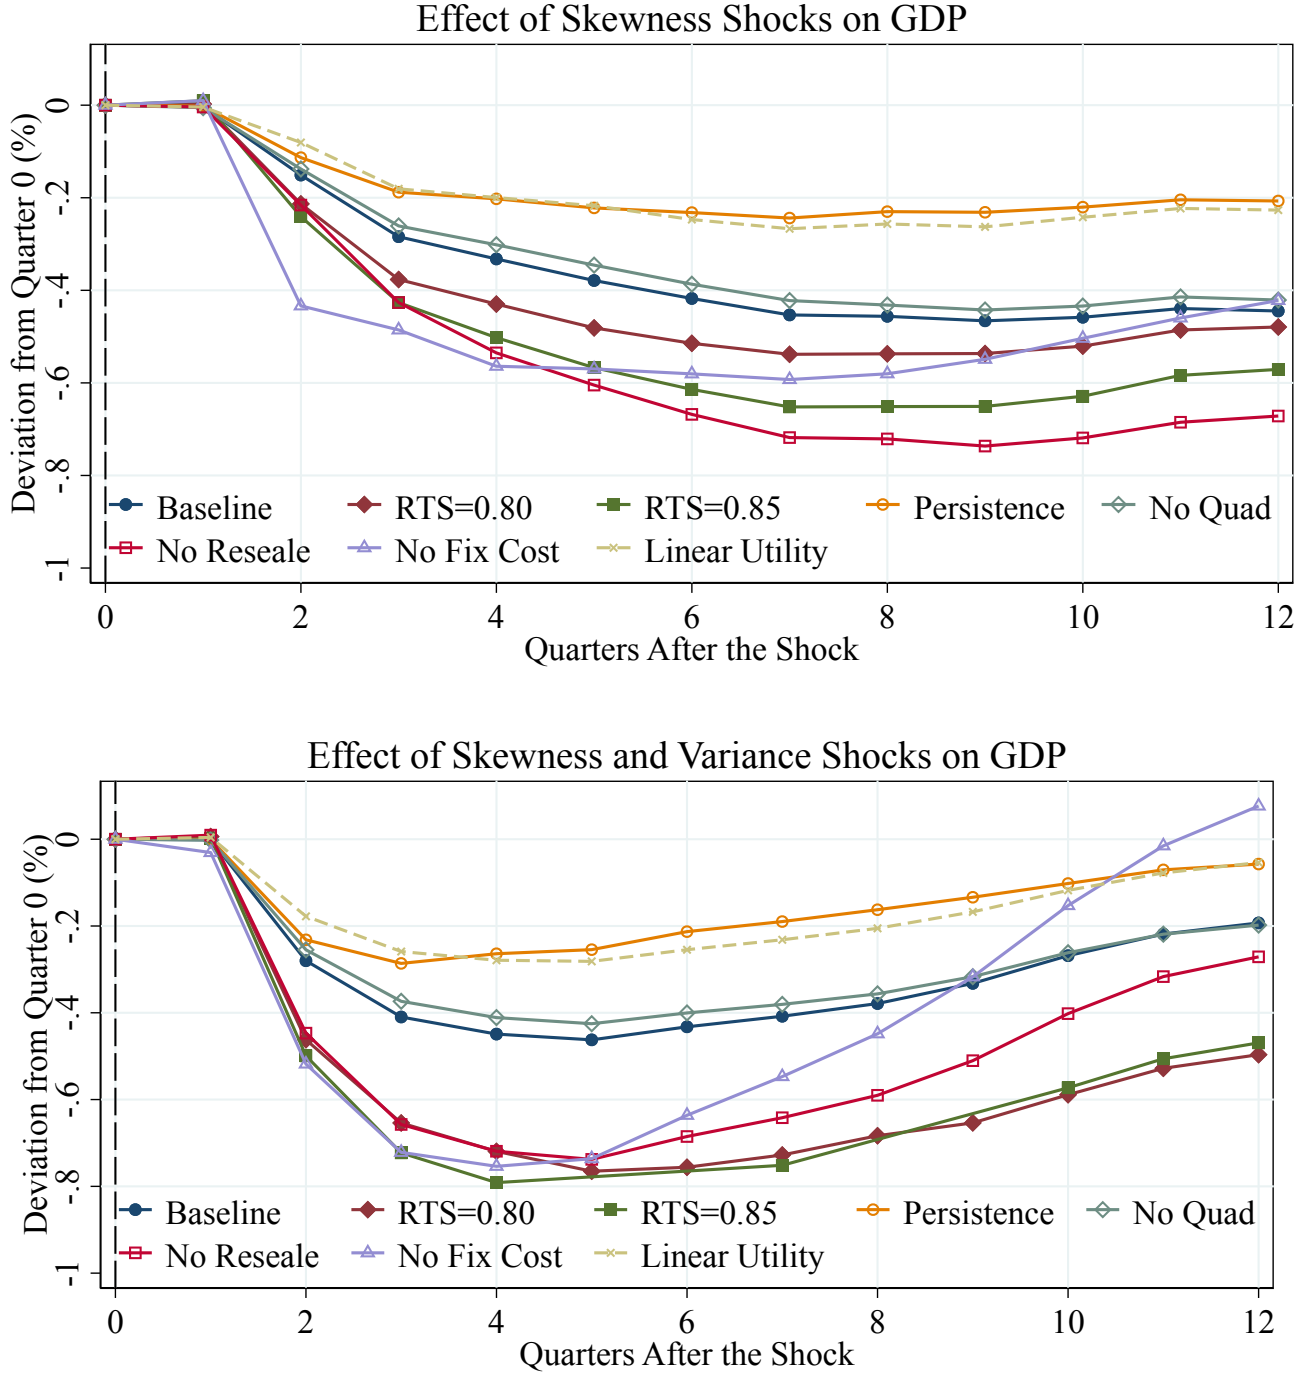 Effect of Skewness Shocks on GDP
Deviation from Quarter 0 (%)
0
-.2
-.4
-.6
-.8
-1
Baseline RTS=0.80 RTS=0.85 Persistence No Quad
No Reseale No Fix Cost Linear Utility
0 2 4 6 8 10 12
Quarters After the Shock
Effect of Skewness and Variance Shocks on GDP
Deviation from Quarter 0 (%)
0
-.2
-.4
-.6
-.8
-1
Baseline RTS=0.80 RTS=0.85 Persistence No Quad
No Reseale No Fix Cost Linear Utility
0 2 4 6 8 10 12
Quarters After the Shock